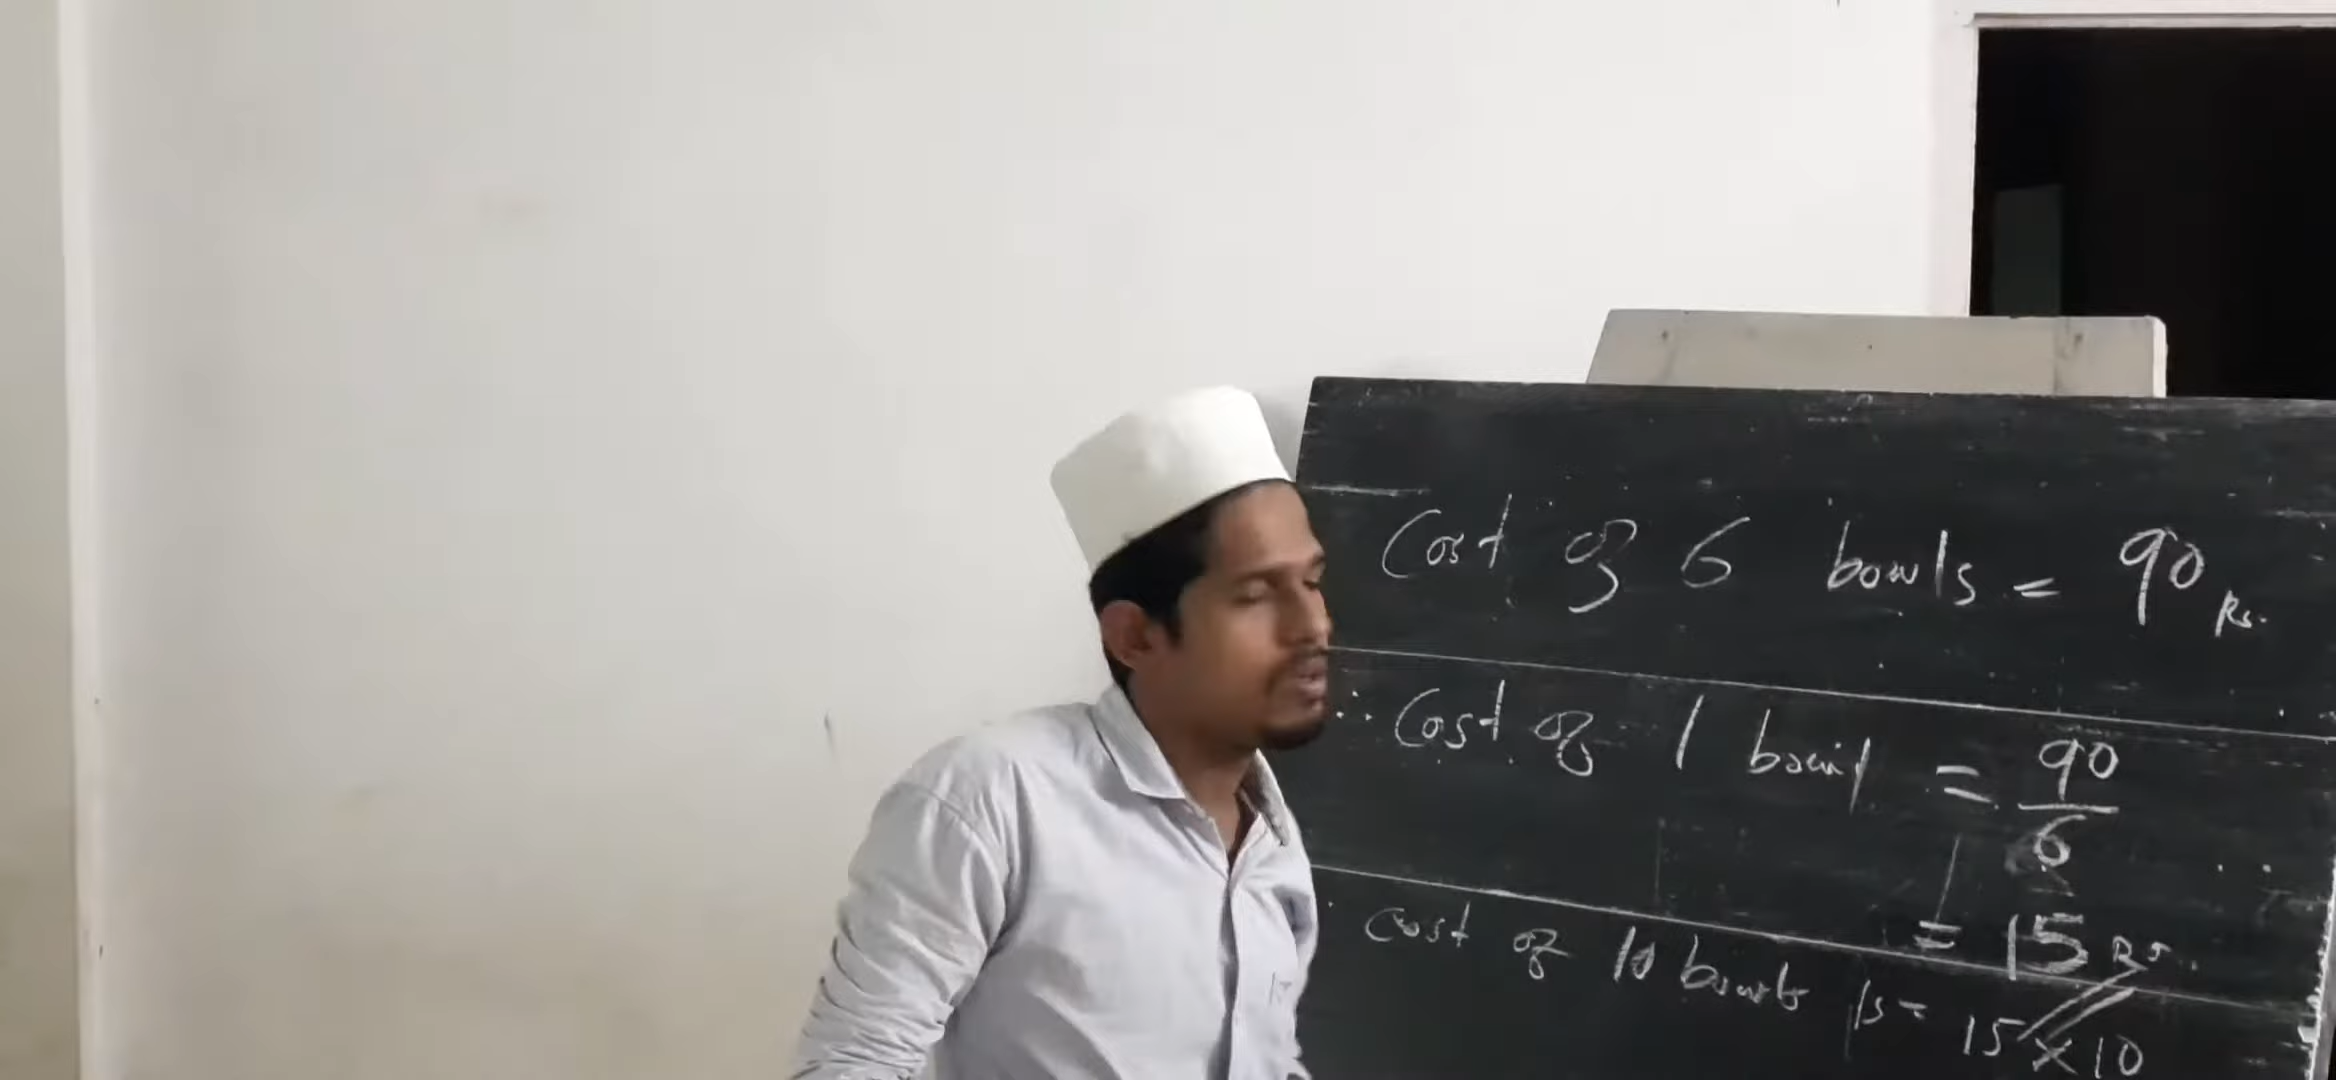 Cost of 6 bowls = 90 Rs.
∴ Cost of 1 bowl = 90/6
= 15 Rs.
Cost of 10 bowls is = 15 × 10